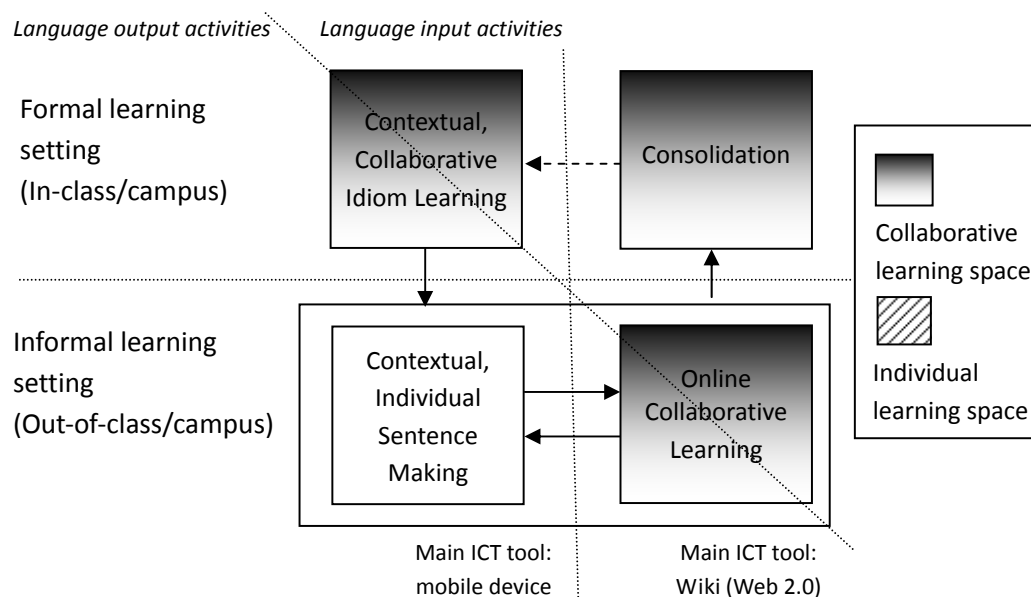 Language output activities
Language input activities
Formal learning
setting
(In-class/campus)
Contextual,
Collaborative
Idiom Learning
Consolidation
Collaborative
learning space
Individual
learning space
Informal learning
setting
(Out-of-class/campus)
Contextual,
Individual
Sentence
Making
Online
Collaborative
Learning
Main ICT tool:
mobile device
Main ICT tool:
Wiki (Web 2.0)